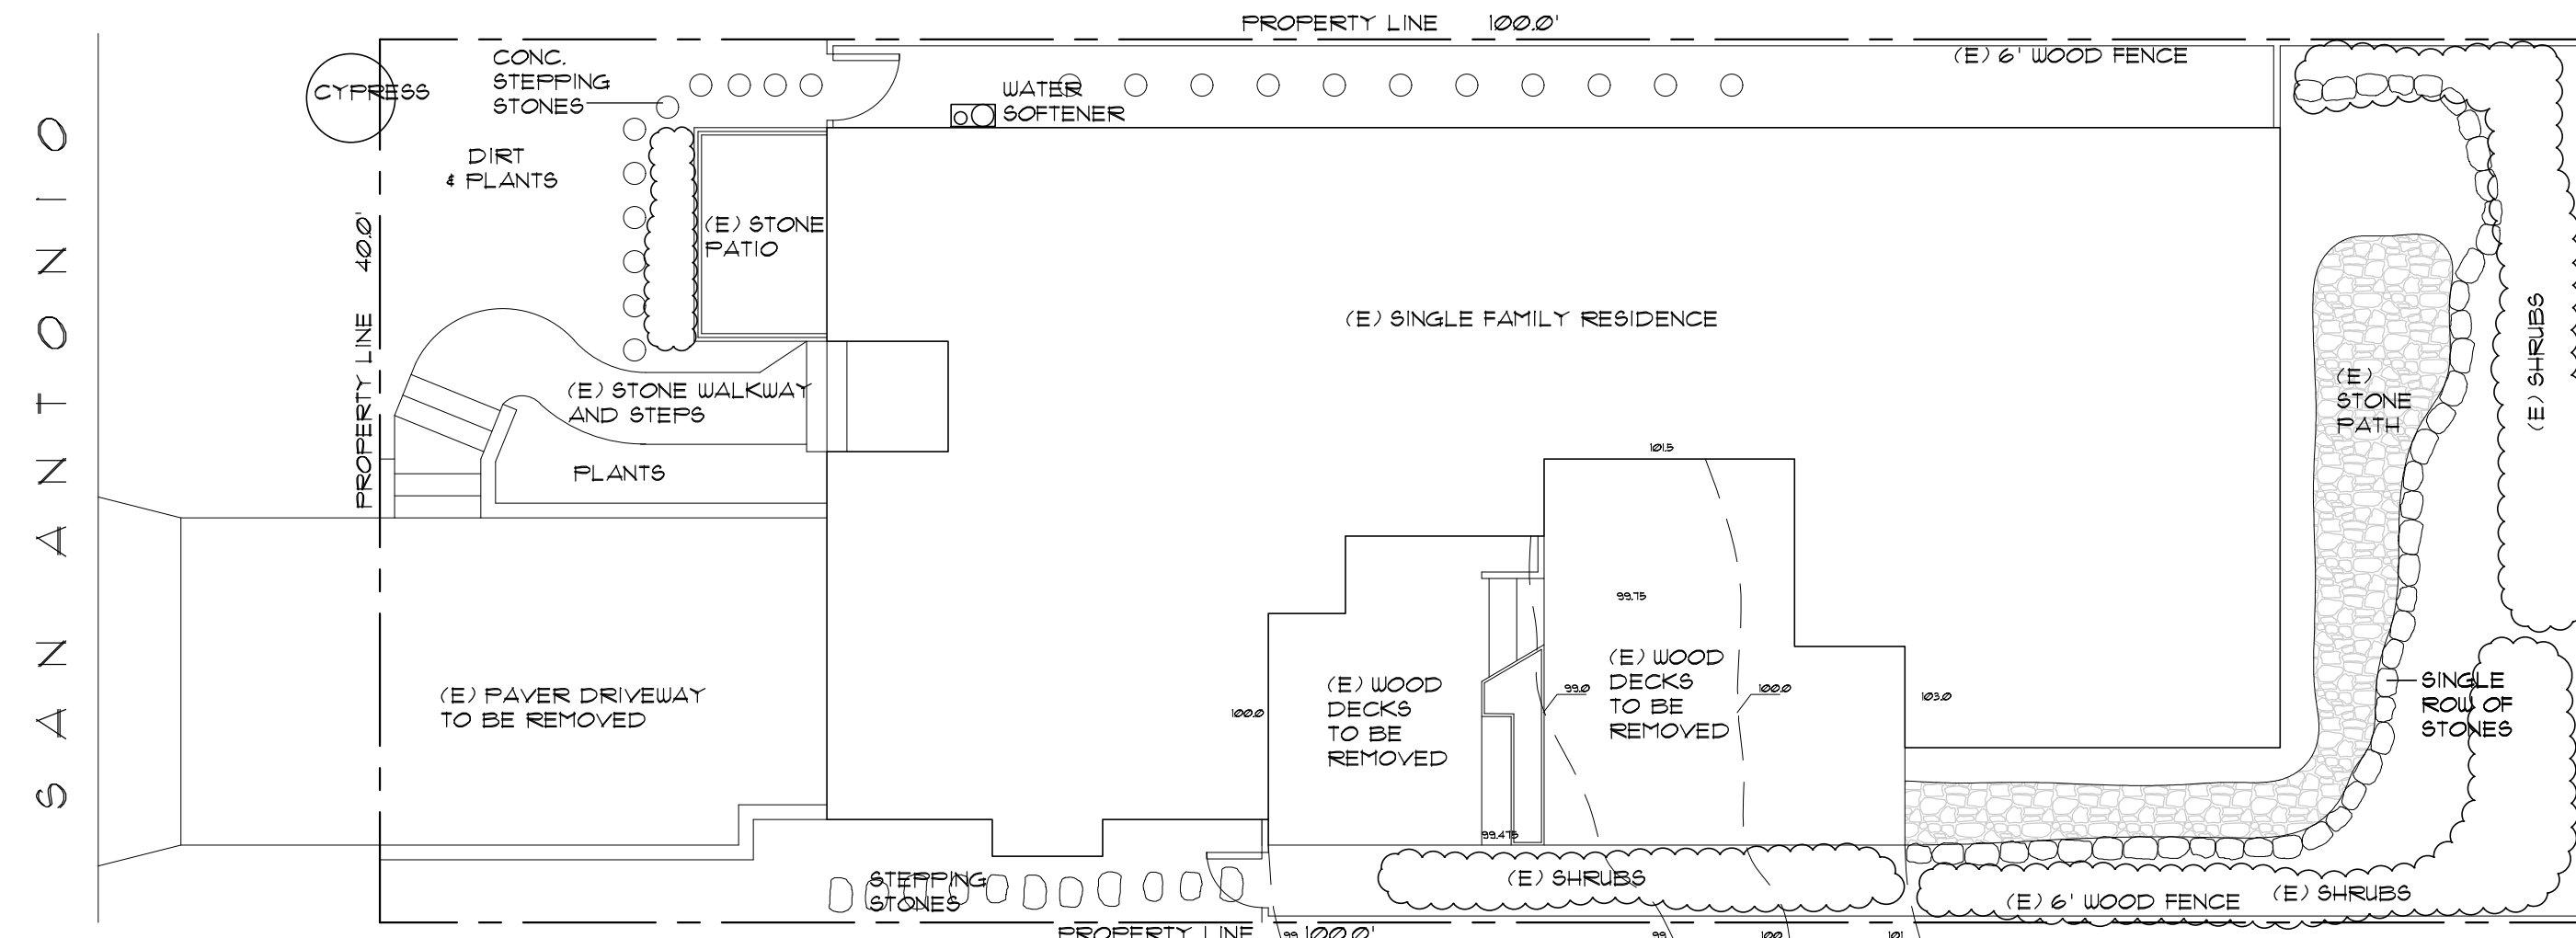 PROPERTY LINE 100.0'
CONC.
STEPPING
STONES
CYPRESS
(E) 6' WOOD FENCE
WATER
SOFTENER
DIRT
& PLANTS
(E) STONE
PATIO
PROPERTY LINE 40.0'
SAN ANTONIO
(E) SINGLE FAMILY RESIDENCE
(E) STONE WALKWAY
AND STEPS
PLANTS
(E)
STONE
PATH
(E) SHRUBS
101.5
99.75
(E) WOOD
DECKS
TO BE
REMOVED
99.0
100.0
103.0
(E) WOOD
DECKS
TO BE
REMOVED
100.0
99.475
(E) PAVER DRIVEWAY
TO BE REMOVED
SINGLE
ROW OF
STONES
STEPPING
STONES
(E) SHRUBS
(E) 6' WOOD FENCE
(E) SHRUBS
PROPERTY LINE 100.0'
99
99
100
101